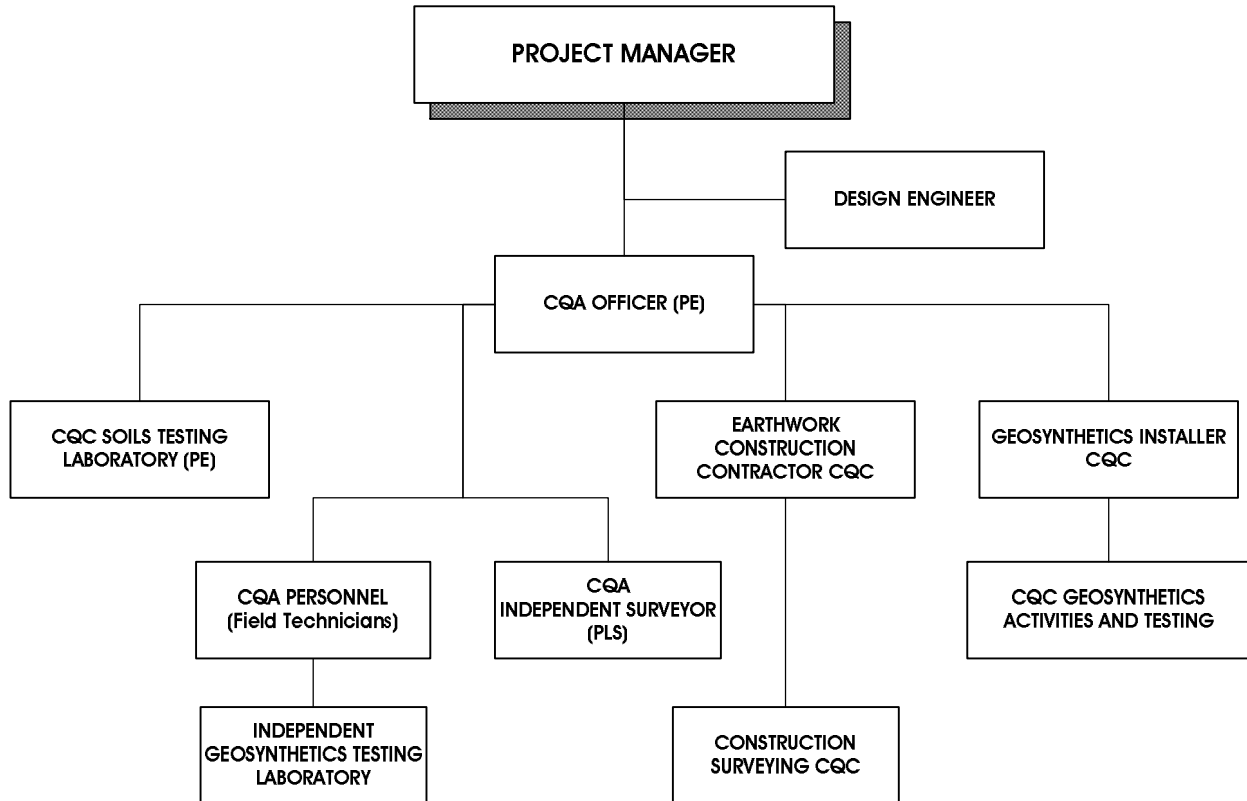 PROJECT MANAGER
DESIGN ENGINEER
CQA OFFICER (PE)
CQC SOILS TESTING
LABORATORY (PE)
EARTHWORK
CONSTRUCTION
CONTRACTOR CQC
GEOSYNTHETICS INSTALLER
CQC
CQA PERSONNEL
(Field Technicians)
CQA
INDEPENDENT SURVEYOR
(PLS)
CQC GEOSYNTHETICS
ACTIVITIES AND TESTING
INDEPENDENT
GEOSYNTHETICS TESTING
LABORATORY
CONSTRUCTION
SURVEYING CQC